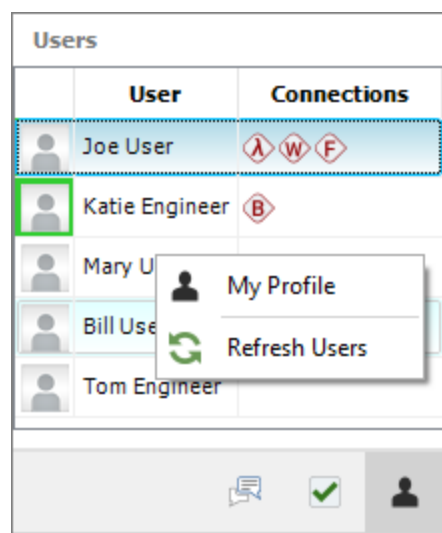 Users
User Connections
Joe User λ W F
Katie Engineer B
Mary U
My Profile
Bill Use
Refresh Users
Tom Engineer